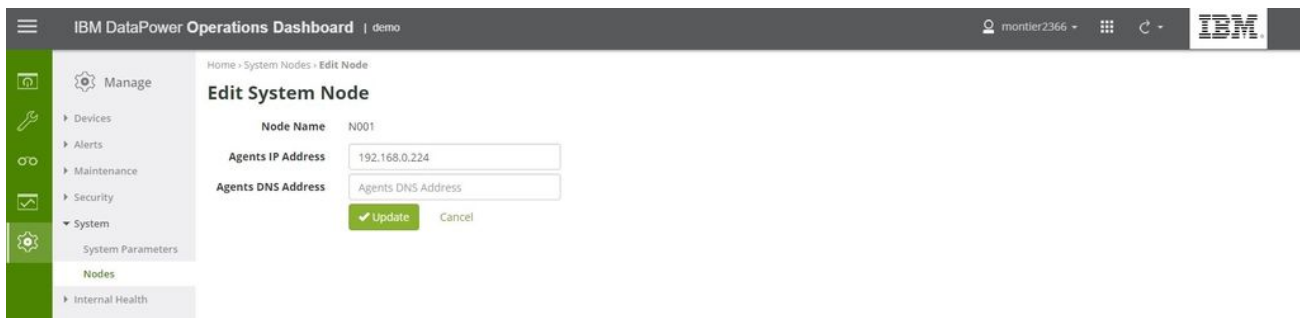 IBM DataPower Operations Dashboard | demo
montier2366
IBM
Manage
Devices
Alerts
Maintenance
Security
System
System Parameters
Nodes
Internal Health
Home › System Nodes › Edit Node
Edit System Node
Node Name N001
Agents IP Address 192.168.0.224
Agents DNS Address Agents DNS Address
Update Cancel